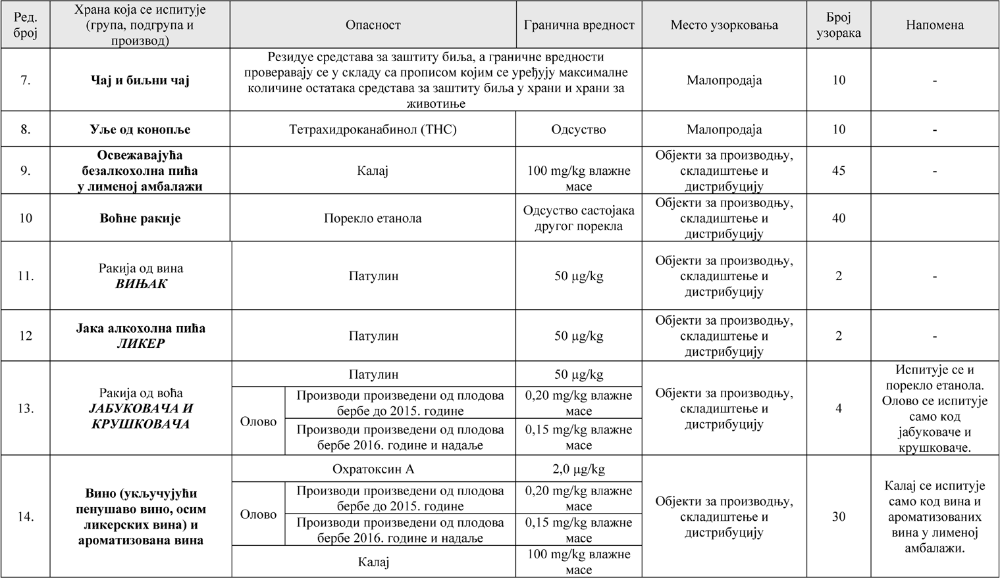 Ред. број
Храна која се испитује (група, подгрупа и производ)
Опасност
Гранична вредност
Место узорковања
Број узорака
Напомена
7.
Чај и биљни чај
Резидуе средстава за заштиту биља, а граничне вредности
проверавају се у складу са прописом којим се уређују максималне
количине остатака средстава за заштиту биља у храни и храни за
животиње
Малопродаја
10
-
8.
Уље од конопље
Тетрахидроканабинол (THC)
Одсуство
Малопродаја
10
-
9.
Освежавајућа
безалкохолна пића
у лименој амбалажи
Калај
100 mg/kg влажне
масе
Објекти за производњу,
складиштење и
дистрибуцију
45
-
10
Воћне ракије
Порекло етанола
Одсуство састојака
другог порекла
Објекти за производњу,
складиштење и
дистрибуцију
40
11.
Ракија од вина
ВИЊАК
Патулин
50 µg/kg
Објекти за производњу,
складиштење и
дистрибуцију
2
-
12
Јака алкохолна пића
ЛИКЕР
Патулин
50 µg/kg
Објекти за производњу,
складиштење и
дистрибуцију
2
-
13.
Ракија од воћа
ЈАБУКОВАЧА И
КРУШКОВАЧА
Патулин
50 µg/kg
Олово
Производи произведени од плодова
бербе до 2015. године
0,20 mg/kg влажне
масе
Производи произведени од плодова
бербе 2016. године и надаље
0,15 mg/kg влажне
масе
Објекти за производњу,
складиштење и
дистрибуцију
4
Испитује се и
порекло етанола.
Олово се испитује
само код
јабуковаче и
крушковаче.
14.
Вино (укључујући
пенушаво вино, осим
ликерских вина) и
ароматизована вина
Охратоксин А
2,0 µg/kg
Олово
Производи произведени од плодова
бербе до 2015. године
0,20 mg/kg влажне
масе
Производи произведени од плодова
бербе 2016. године и надаље
0,15 mg/kg влажне
масе
Калај
100 mg/kg влажне
масе
Објекти за производњу,
складиштење и
дистрибуцију
30
Калај се испитује
само код вина и
ароматизованих
вина у лименој
амбалажи.